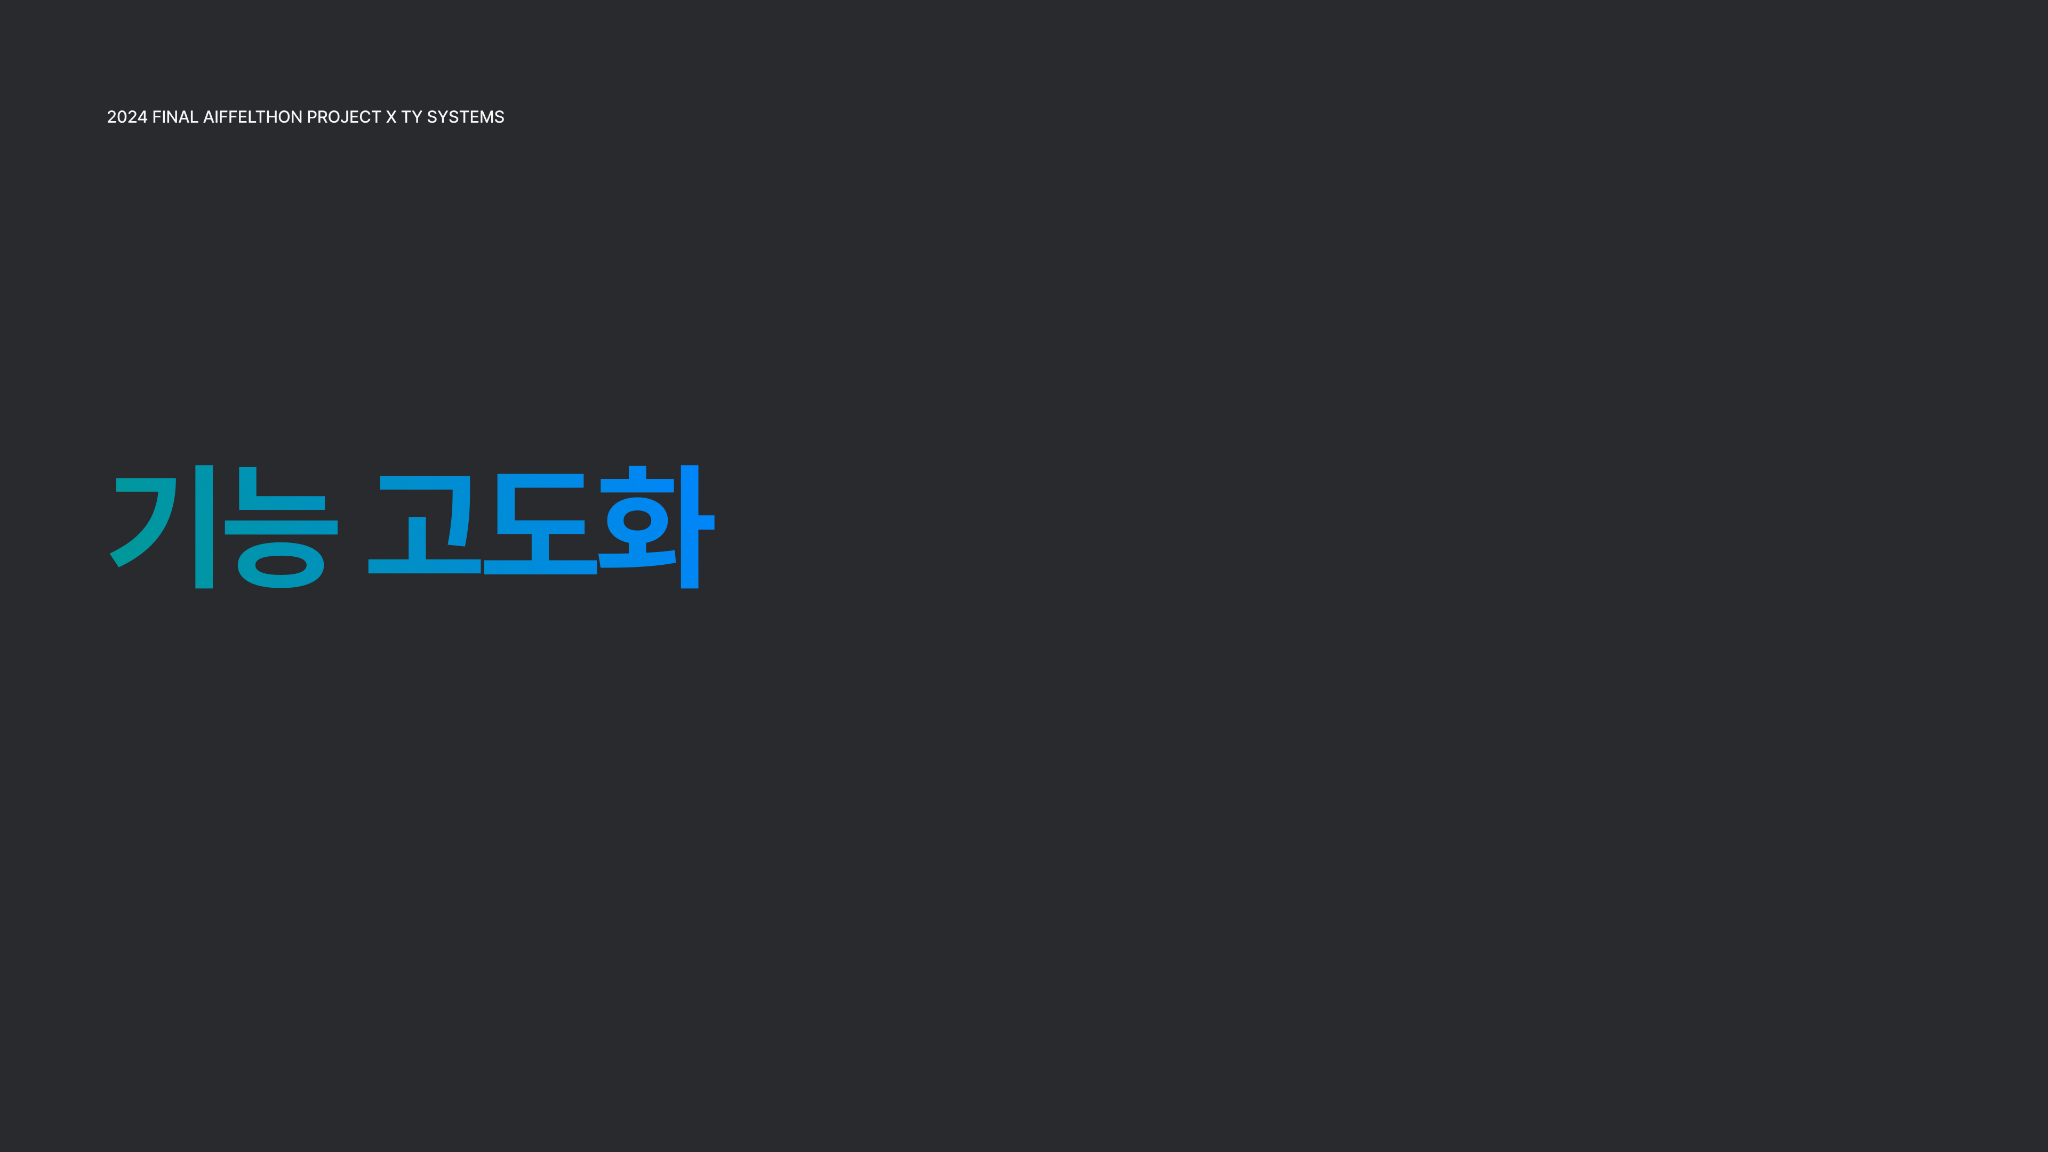 2024 FINAL AIFFELTHON PROJECT X TY SYSTEMS
기능 고도화